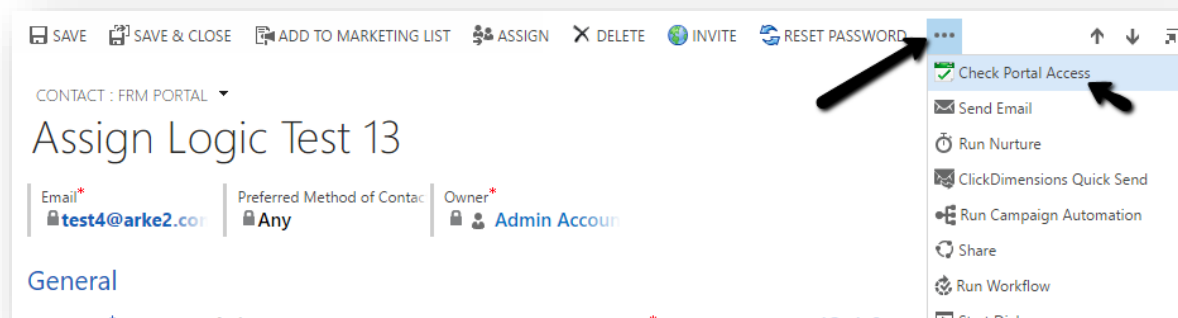 SAVE SAVE & CLOSE ADD TO MARKETING LIST ASSIGN DELETE INVITE RESET PASSWORD ...
Check Portal Access
CONTACT : FRM PORTAL
Send Email
Assign Logic Test 13
Run Nurture
ClickDimensions Quick Send
Email* Preferred Method of Contac Owner*
test4@arke2.co Any Admin Accoun
Run Campaign Automation
Share
General
Run Workflow